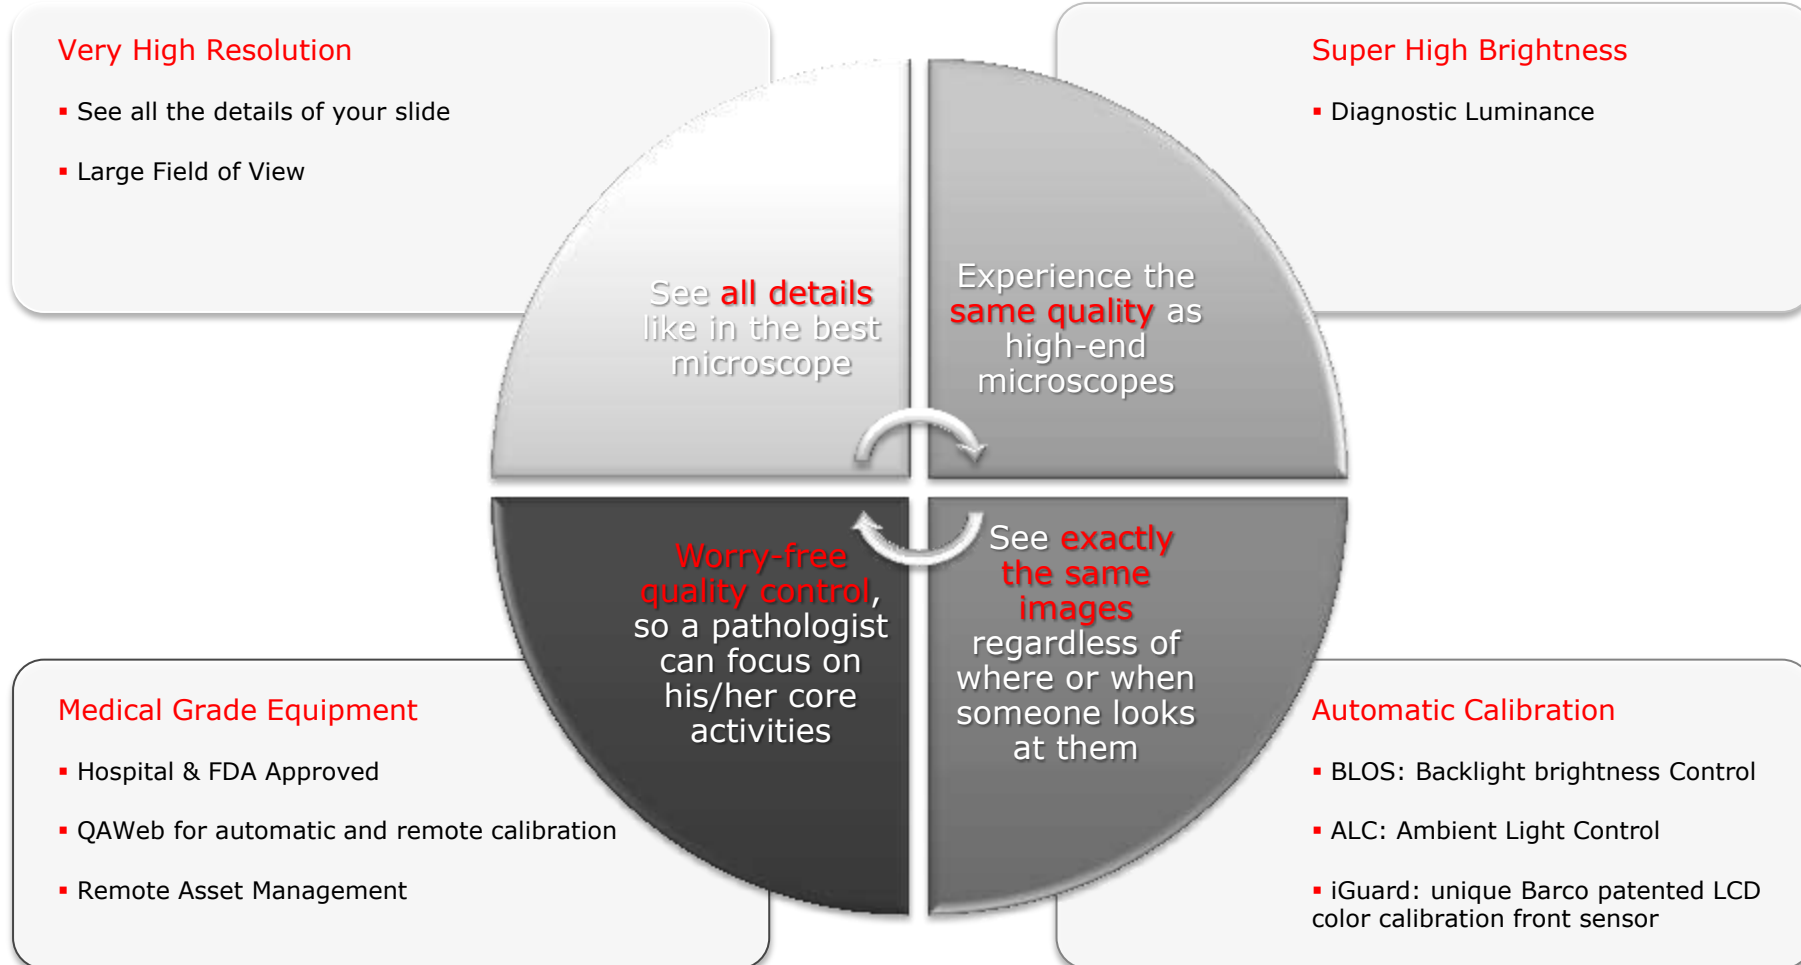 Very High Resolution
▪ See all the details of your slide
▪ Large Field of View
Super High Brightness
▪ Diagnostic Luminance
See all details
like in the best
microscope
Experience the
same quality as
high-end
microscopes
Worry-free
quality control,
so a pathologist
can focus on
his/her core
activities
See exactly
the same
images
regardless of
where or when
someone looks
at them
Medical Grade Equipment
▪ Hospital & FDA Approved
▪ QAWeb for automatic and remote calibration
▪ Remote Asset Management
Automatic Calibration
▪ BLOS: Backlight brightness Control
▪ ALC: Ambient Light Control
▪ iGuard: unique Barco patented LCD
color calibration front sensor